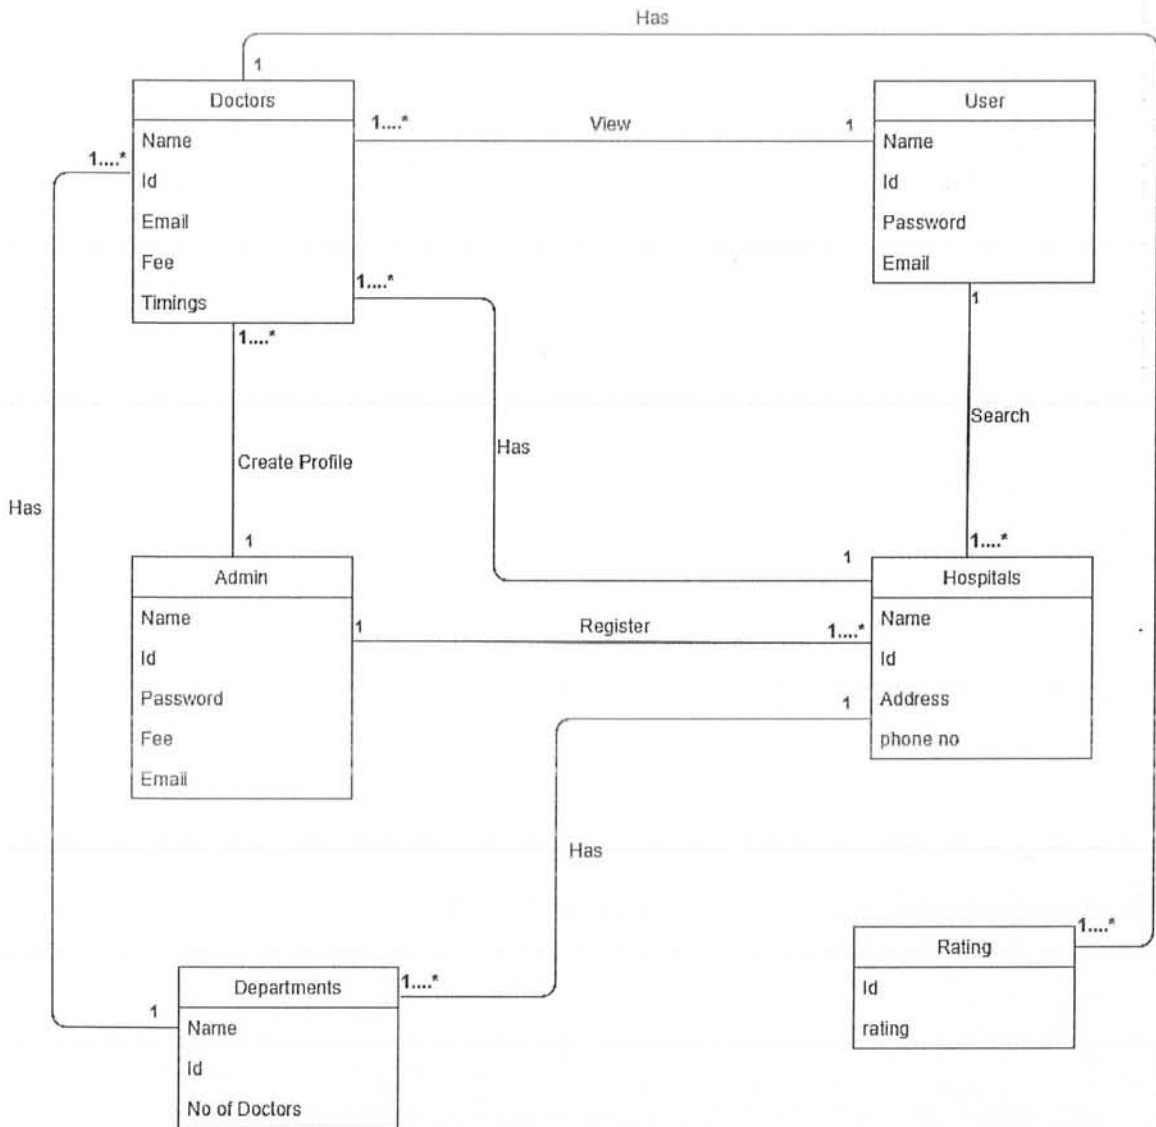 Has
1
Doctors
Name
Id
Email
Fee
Timings
1....*
View
1
User
Name
Id
Password
Email
1....*
1....*
1....*
1
Create Profile
Has
Search
Has
1
1
1....*
Admin
Name
Id
Password
Fee
Email
1
Register
1....*
Hospitals
Name
Id
Address
phone no
1
Has
1....*
Rating
Id
rating
1....*
1
Departments
Name
Id
No of Doctors